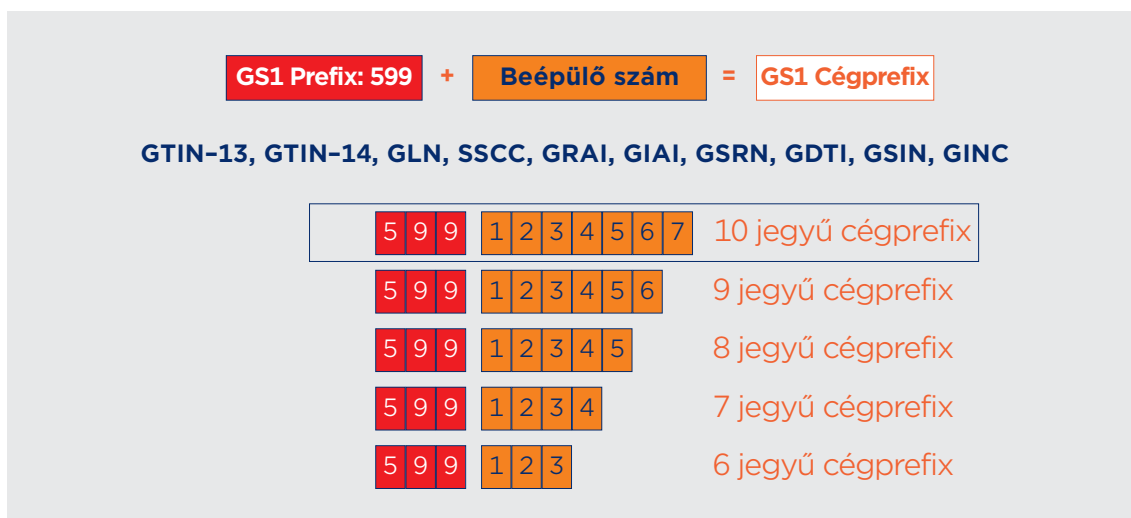 GS1 Prefix: 599 + Beépülő szám = GS1 Cégprefix
GTIN–13, GTIN–14, GLN, SSCC, GRAI, GIAI, GSRN, GDTI, GSIN, GINC
5 9 9 1 2 3 4 5 6 7 10 jegyű cégprefix
5 9 9 1 2 3 4 5 6 9 jegyű cégprefix
5 9 9 1 2 3 4 5 8 jegyű cégprefix
5 9 9 1 2 3 4 7 jegyű cégprefix
5 9 9 1 2 3 6 jegyű cégprefix